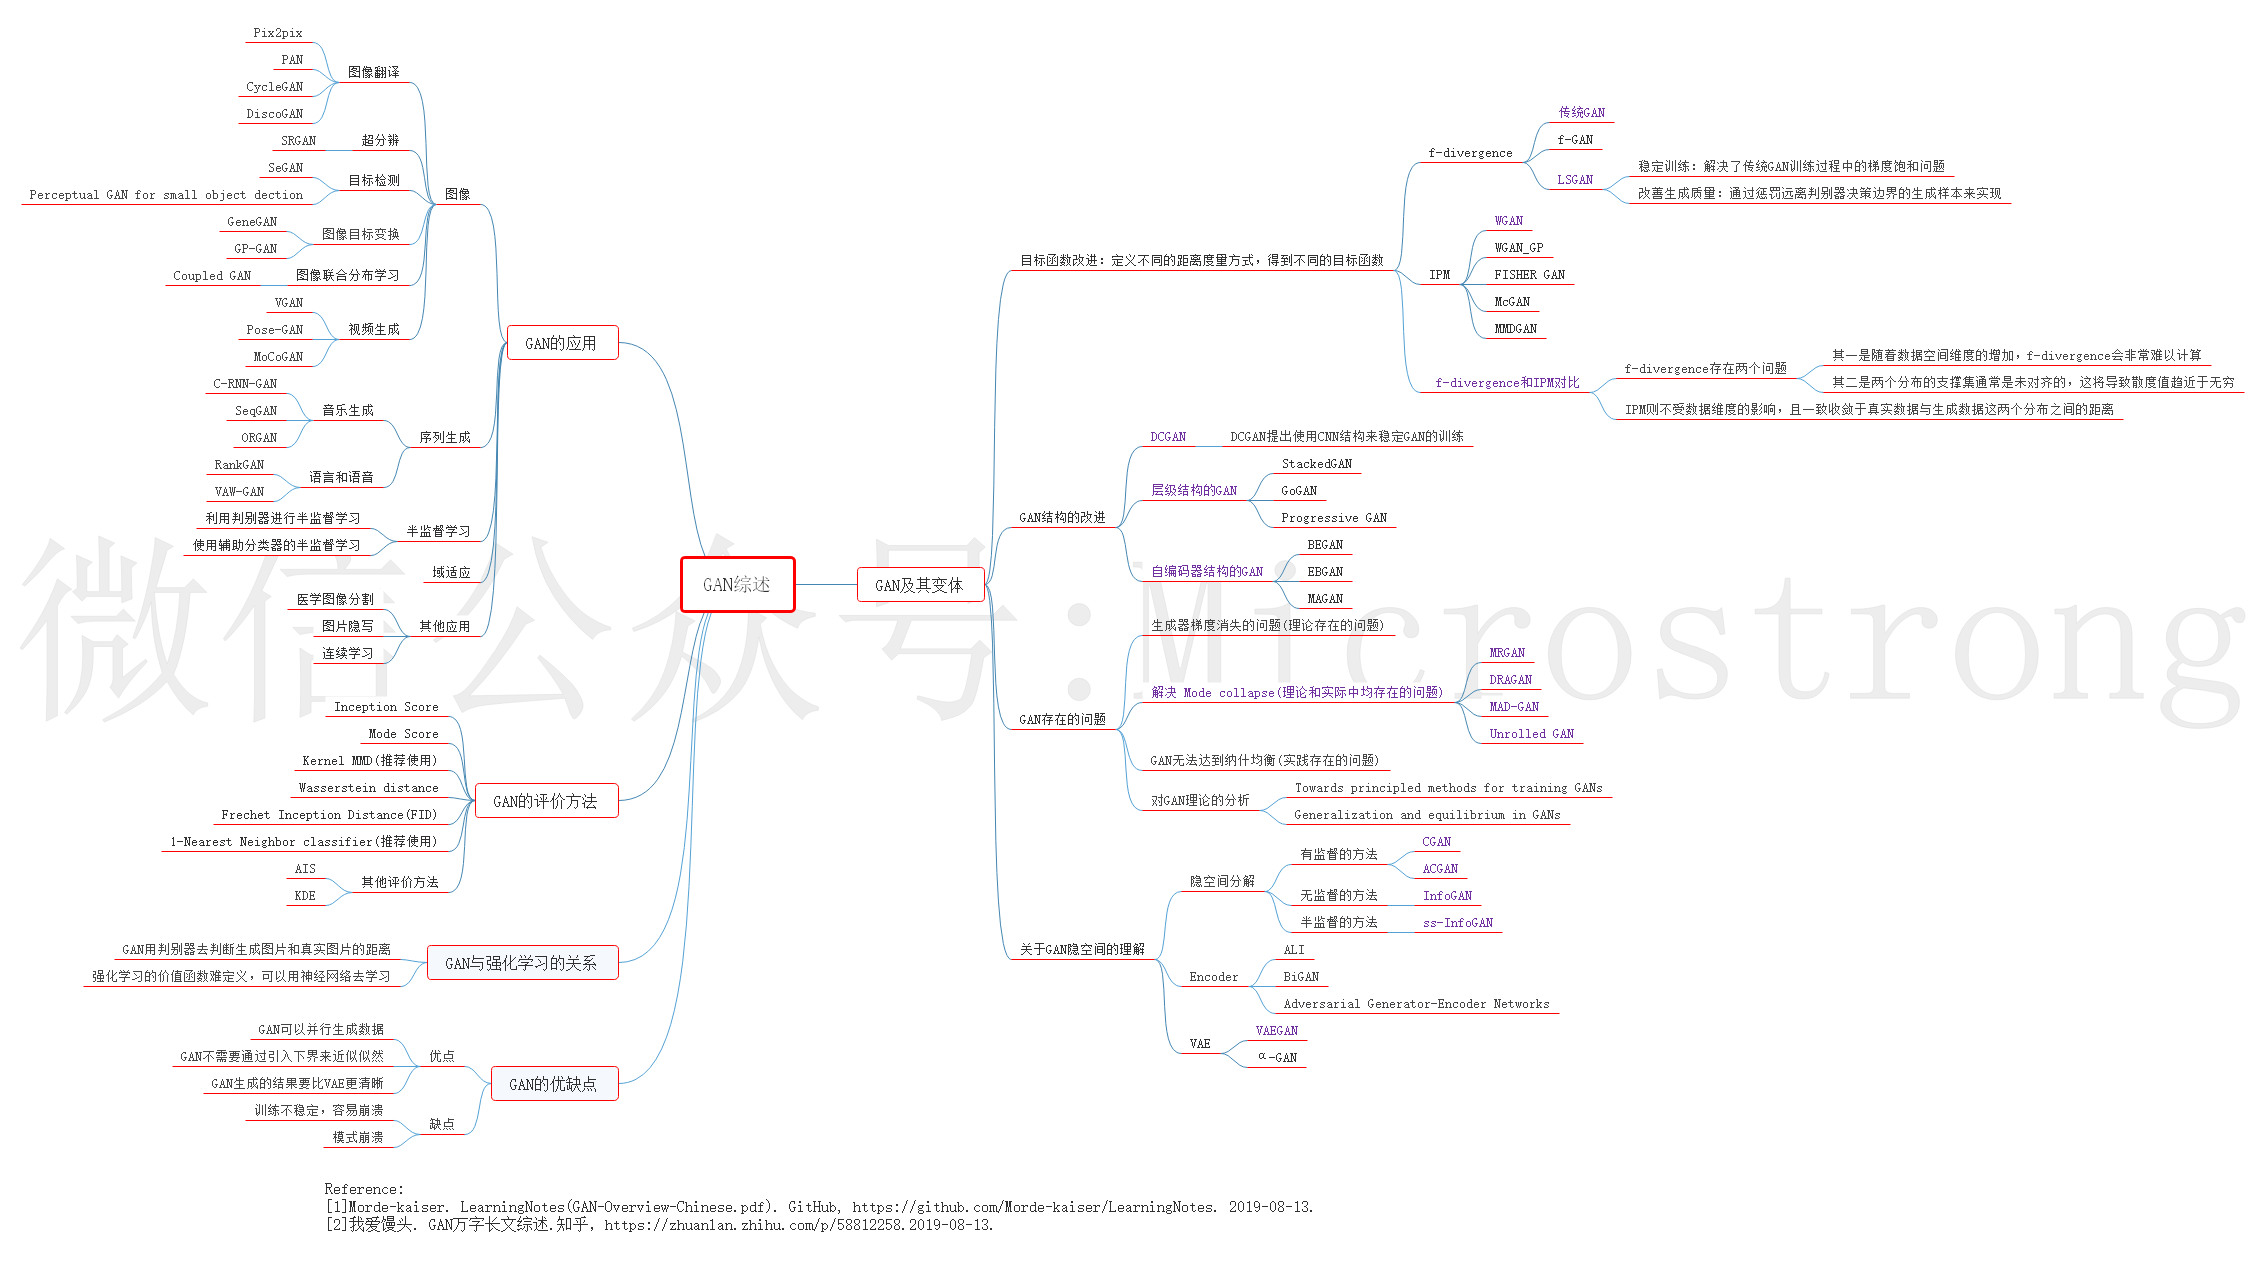 GAN综述
GAN的应用
图像
图像翻译
Pix2pix
PAN
CycleGAN
DiscoGAN
超分辨
SRGAN
目标检测
SeGAN
Perceptual GAN for small object dection
图像目标变换
GeneGAN
GP-GAN
图像联合分布学习
Coupled GAN
视频生成
VGAN
Pose-GAN
MoCoGAN
序列生成
音乐生成
C-RNN-GAN
SeqGAN
ORGAN
语言和语音
RankGAN
VAW-GAN
半监督学习
利用判别器进行半监督学习
使用辅助分类器的半监督学习
域适应
其他应用
医学图像分割
图片隐写
连续学习
GAN的评价方法
Inception Score
Mode Score
Kernel MMD(推荐使用)
Wasserstein distance
Frechet Inception Distance(FID)
1-Nearest Neighbor classifier(推荐使用)
其他评价方法
AIS
KDE
GAN与强化学习的关系
GAN用判别器去判断生成图片和真实图片的距离
强化学习的价值函数难定义，可以用神经网络去学习
GAN的优缺点
优点
GAN可以并行生成数据
GAN不需要通过引入下界来近似似然
GAN生成的结果要比VAE更清晰
缺点
训练不稳定，容易崩溃
模式崩溃
GAN及其变体
目标函数改进：定义不同的距离度量方式，得到不同的目标函数
f-divergence
传统GAN
f-GAN
LSGAN
稳定训练：解决了传统GAN训练过程中的梯度饱和问题
改善生成质量：通过惩罚远离判别器决策边界的生成样本来实现
IPM
WGAN
WGAN_GP
FISHER GAN
McGAN
MMDGAN
f-divergence和IPM对比
f-divergence存在两个问题
其一是随着数据空间维度的增加，f-divergence会非常难以计算
其二是两个分布的支撑集通常是未对齐的，这将导致散度值趋近于无穷
IPM则不受数据维度的影响，且一致收敛于真实数据与生成数据这两个分布之间的距离
GAN结构的改进
DCGAN
DCGAN提出使用CNN结构来稳定GAN的训练
层级结构的GAN
StackedGAN
GoGAN
Progressive GAN
自编码器结构的GAN
BEGAN
EBGAN
MAGAN
GAN存在的问题
生成器梯度消失的问题(理论存在的问题)
解决 Mode collapse(理论和实际中均存在的问题)
MRGAN
DRAGAN
MAD-GAN
Unrolled GAN
GAN无法达到纳什均衡(实践存在的问题)
对GAN理论的分析
Towards principled methods for training GANs
Generalization and equilibrium in GANs
关于GAN隐空间的理解
隐空间分解
有监督的方法
CGAN
ACGAN
无监督的方法
InfoGAN
半监督的方法
ss-InfoGAN
Encoder
ALI
BiGAN
Adversarial Generator-Encoder Networks
VAE
VAEGAN
α-GAN
微信公众号:Microstrong
Reference:
[1]Morde-kaiser. LearningNotes(GAN-Overview-Chinese.pdf). GitHub, https://github.com/Morde-kaiser/LearningNotes. 2019-08-13.
[2]我爱馒头. GAN万字长文综述.知乎, https://zhuanlan.zhihu.com/p/58812258.2019-08-13.